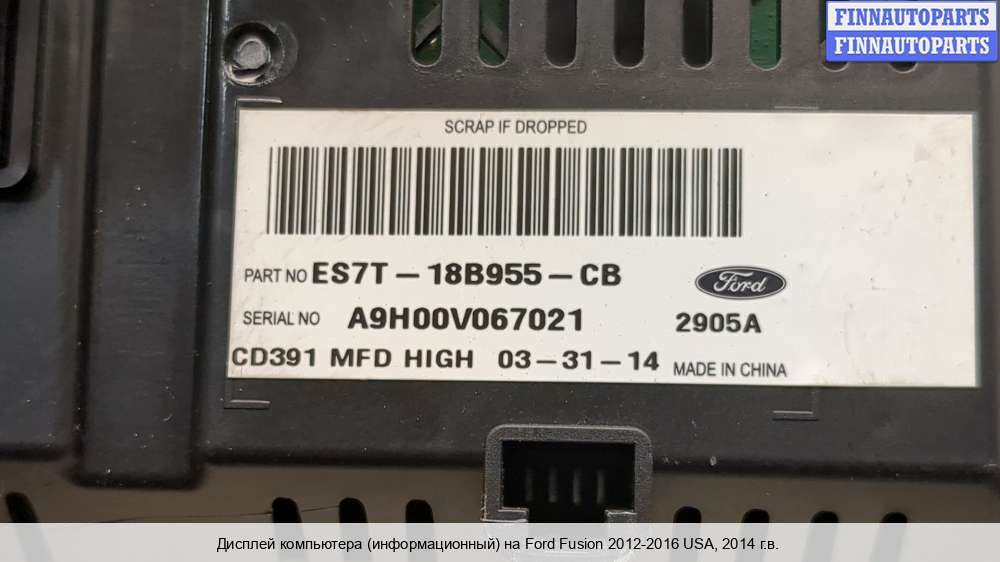 FINNAUTOPARTS
FINNAUTOPARTS
SCRAP IF DROPPED
PART NO ES7T-18B955-CB
Ford
SERIAL NO A9H00V067021 2905A
CD391 MFD HIGH 03-31-14 MADE IN CHINA
Дисплей компьютера (информационный) на Ford Fusion 2012-2016 USA, 2014 г.в.